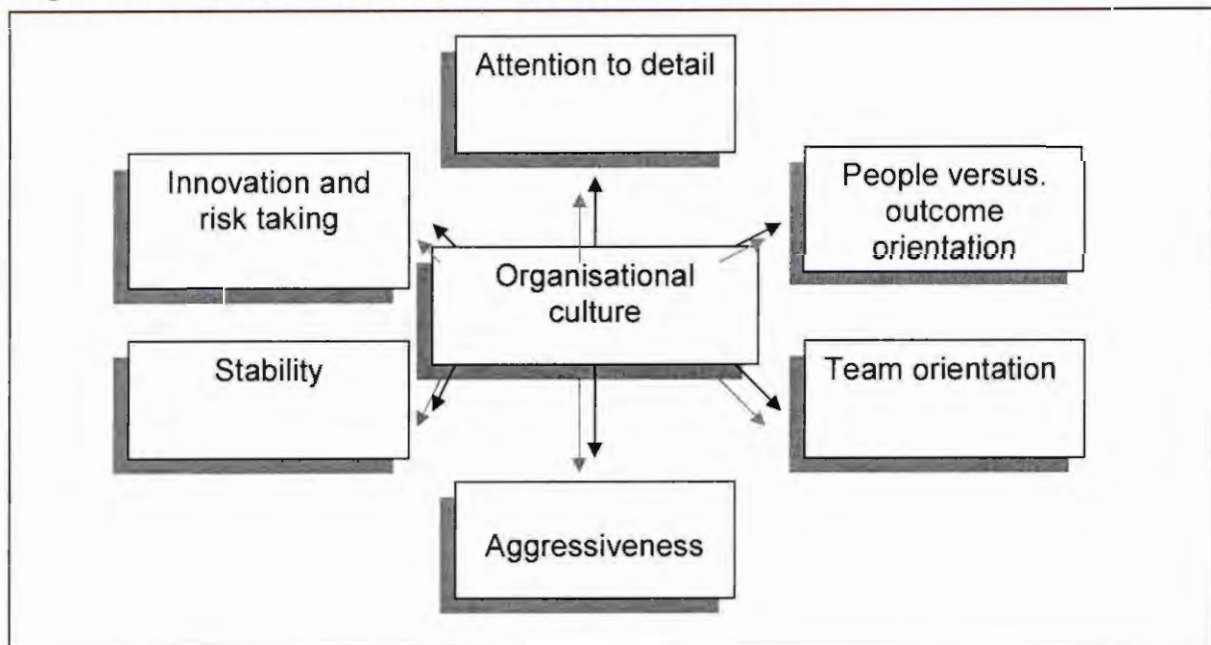 Attention to detail
Innovation and
risk taking
People versus.
outcome
orientation
Organisational
culture
Stability
Team orientation
Aggressiveness